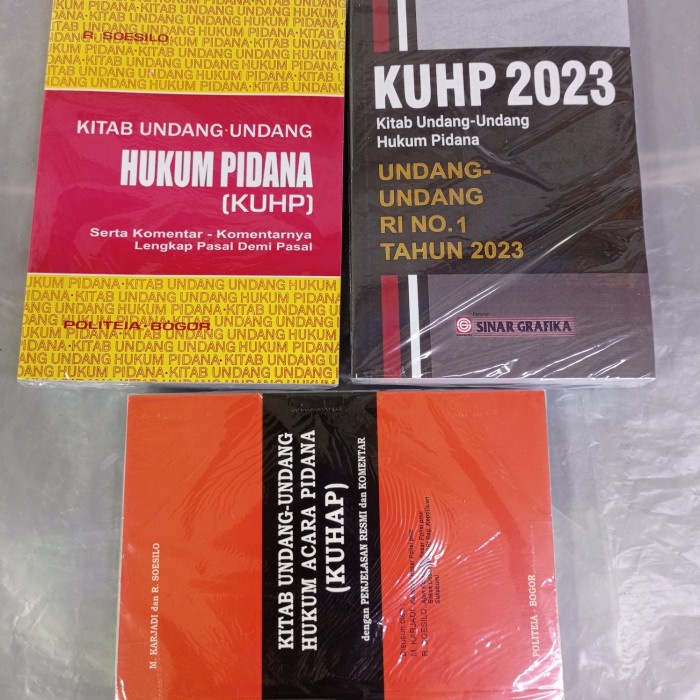 R. SOESILO
KITAB UNDANG-UNDANG
HUKUM PIDANA
(KUHP)
Serta Komentar - Komentarnya
Lengkap Pasal Demi Pasal
POLITEIA - BOGOR
KUHP 2023
Kitab Undang-Undang
Hukum Pidana
UNDANG-
UNDANG
RI NO.1
TAHUN 2023
SINAR GRAFIKA
M. KARJADI dan R. SOESILO
KITAB UNDANG-UNDANG
HUKUM ACARA PIDANA
(KUHAP)
dengan PENJELASAN RESMI dan KOMENTAR
M. KARJADI
R. SOESILO
POLITEIA - BOGOR